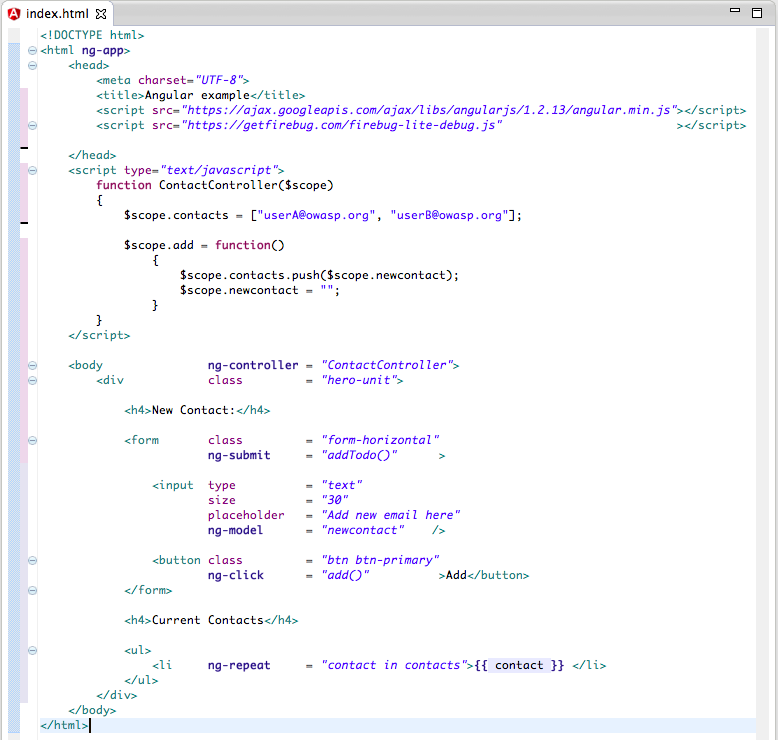 index.html
<!DOCTYPE html>
<html ng-app>
    <head>
        <meta charset="UTF-8">
        <title>Angular example</title>
        <script src="https://ajax.googleapis.com/ajax/libs/angularjs/1.2.13/angular.min.js"></script>
        <script src="https://getfirebug.com/firebug-lite-debug.js"                         ></script>

    </head>
    <script type="text/javascript">
        function ContactController($scope)
        {
            $scope.contacts = ["userA@owasp.org", "userB@owasp.org"];

            $scope.add = function()
                {
                    $scope.contacts.push($scope.newcontact);
                    $scope.newcontact = "";
                }
        }
    </script>

    <body               ng-controller = "ContactController">
        <div            class         = "hero-unit">

            <h4>New Contact:</h4>

            <form       class         = "form-horizontal"
                        ng-submit     = "addTodo()"      >

                <input  type          = "text"
                        size          = "30"
                        placeholder   = "Add new email here"
                        ng-model      = "newcontact"    />

                <button class         = "btn btn-primary"
                        ng-click      = "add()"          >Add</button>
            </form>

            <h4>Current Contacts</h4>

            <ul>
                <li     ng-repeat     = "contact in contacts">{{ contact }} </li>
            </ul>
        </div>
    </body>
</html>